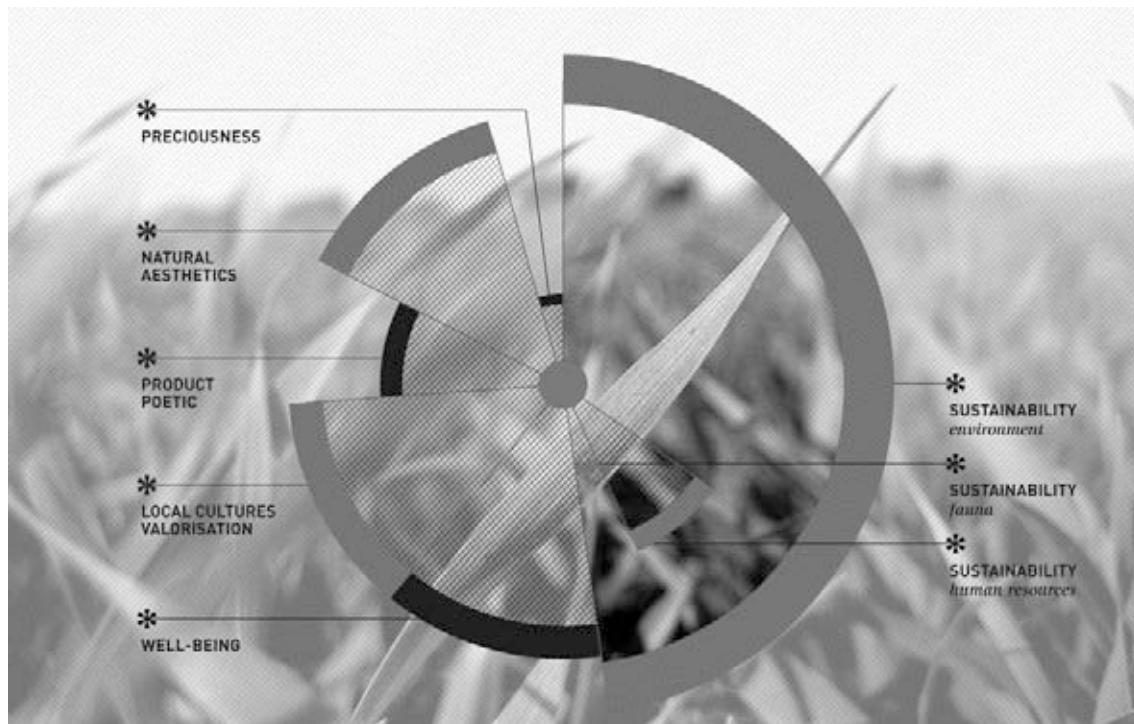 * PRECIOUSNESS
* NATURAL
AESTHETICS
* PRODUCT
POETIC
* LOCAL CULTURES
VALORISATION
* WELL-BEING
* SUSTAINABILITY
environment
* SUSTAINABILITY
fauna
* SUSTAINABILITY
human resources